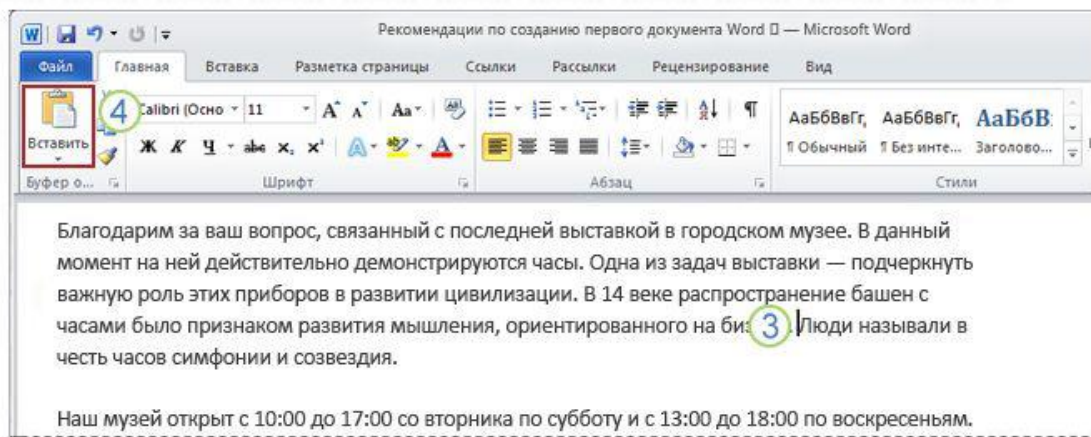 Рекомендации по созданию первого документа Word — Microsoft Word
Файл Главная Вставка Разметка страницы Ссылки Рассылки Рецензирование Вид
4 Calibri (Осно 11 A A Aa
АаБбВвГг, АаБбВвГг, АаБбВ
Вставить Ж К Ч abc x₂ x² A ab A
¶ Обычный ¶ Без инте... Заголово...
Буфер о... Шрифт Абзац Стили
Благодарим за ваш вопрос, связанный с последней выставкой в городском музее. В данный
момент на ней действительно демонстрируются часы. Одна из задач выставки — подчеркнуть
важную роль этих приборов в развитии цивилизации. В 14 веке распространение башен с
часами было признаком развития мышления, ориентированного на 3 Люди называли в
честь часов симфонии и созвездия.
Наш музей открыт с 10:00 до 17:00 со вторника по субботу и с 13:00 до 18:00 по воскресеньям.